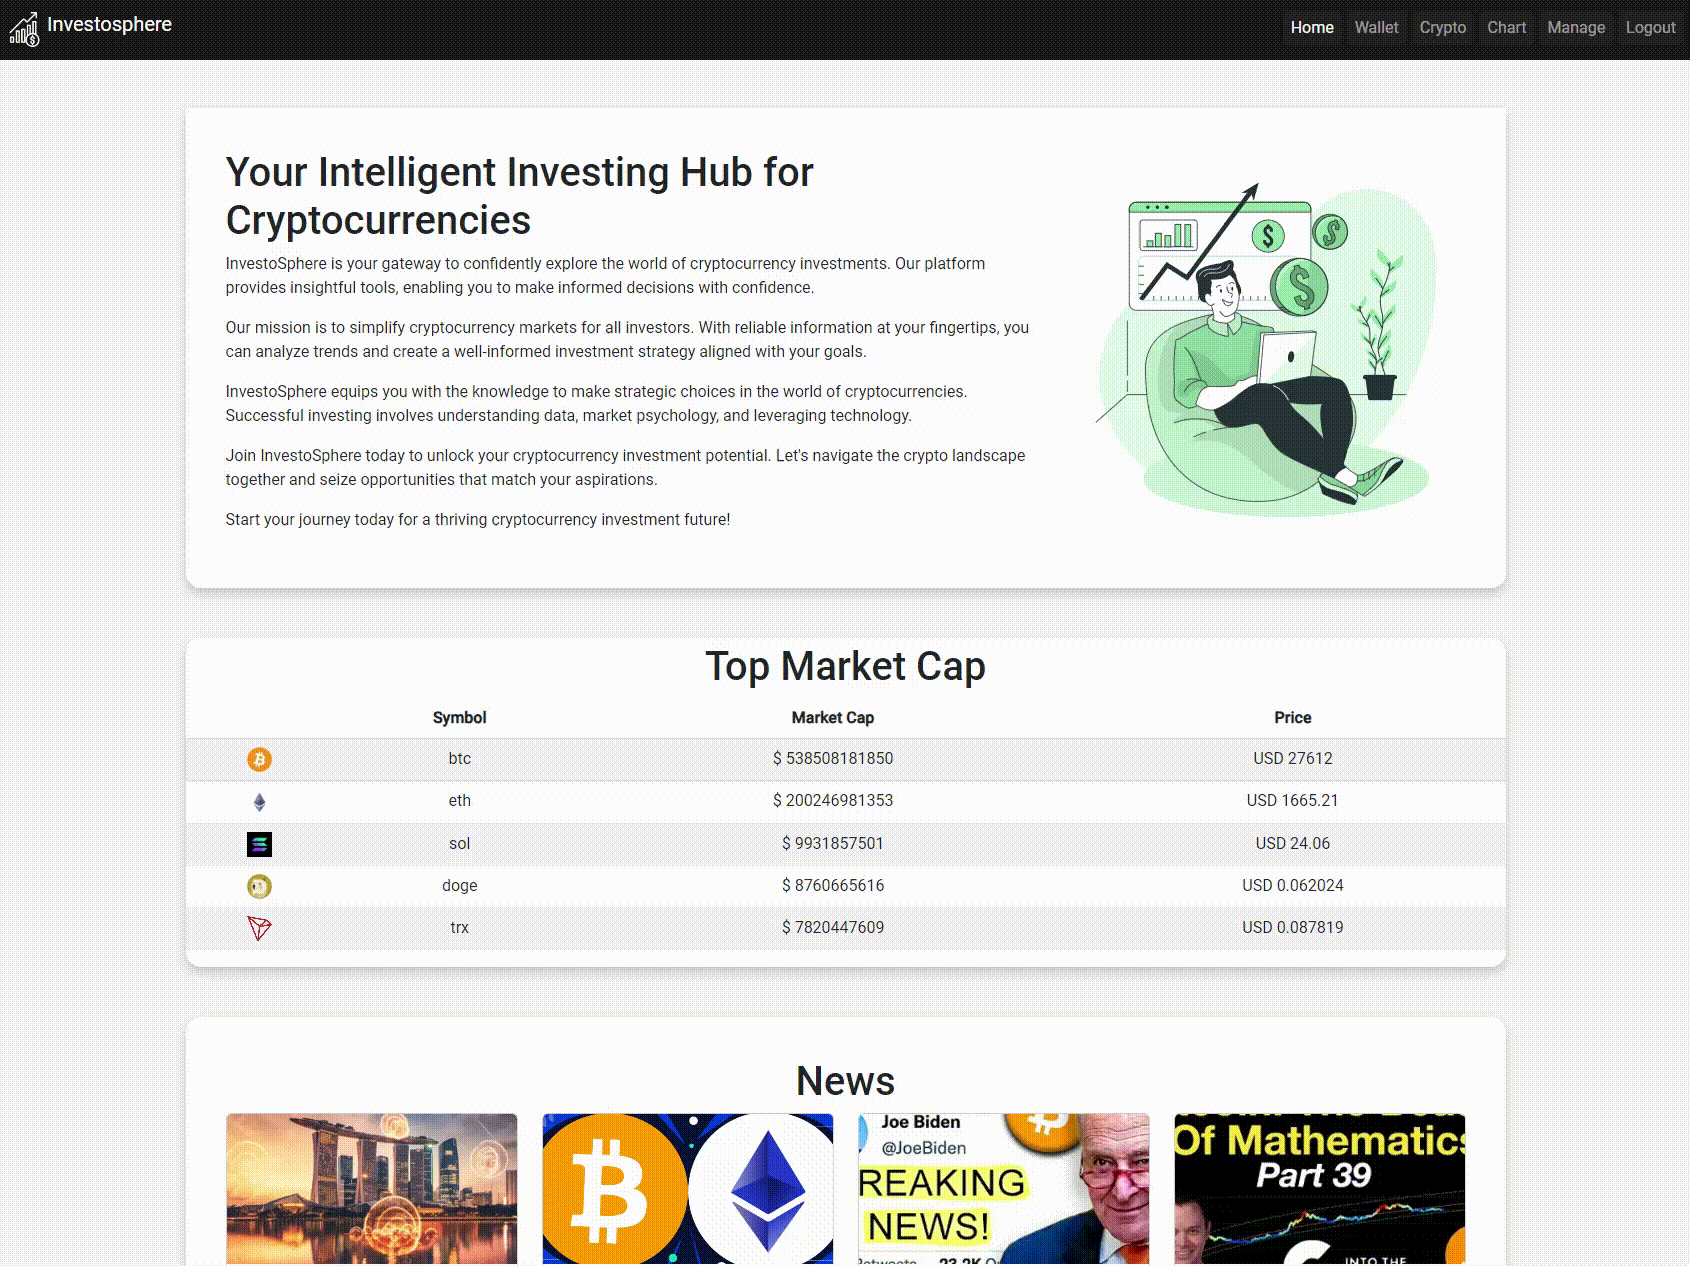 Investosphere
Home Wallet Crypto Chart Manage Logout
Your Intelligent Investing Hub for
Cryptocurrencies
InvestoSphere is your gateway to confidently explore the world of cryptocurrency investments. Our platform
provides insightful tools, enabling you to make informed decisions with confidence.
Our mission is to simplify cryptocurrency markets for all investors. With reliable information at your fingertips, you
can analyze trends and create a well-informed investment strategy aligned with your goals.
InvestoSphere equips you with the knowledge to make strategic choices in the world of cryptocurrencies.
Successful investing involves understanding data, market psychology, and leveraging technology.
Join InvestoSphere today to unlock your cryptocurrency investment potential. Let's navigate the crypto landscape
together and seize opportunities that match your aspirations.
Start your journey today for a thriving cryptocurrency investment future!
Top Market Cap
Symbol Market Cap Price
btc $ 538508181850 USD 27612
eth $ 200246981353 USD 1665.21
sol $ 9931857501 USD 24.06
doge $ 8760665616 USD 0.062024
trx $ 7820447609 USD 0.087819
News
Joe Biden
@JoeBiden
REAKING
NEWS!
Of Mathematics
Part 39
INTO THE